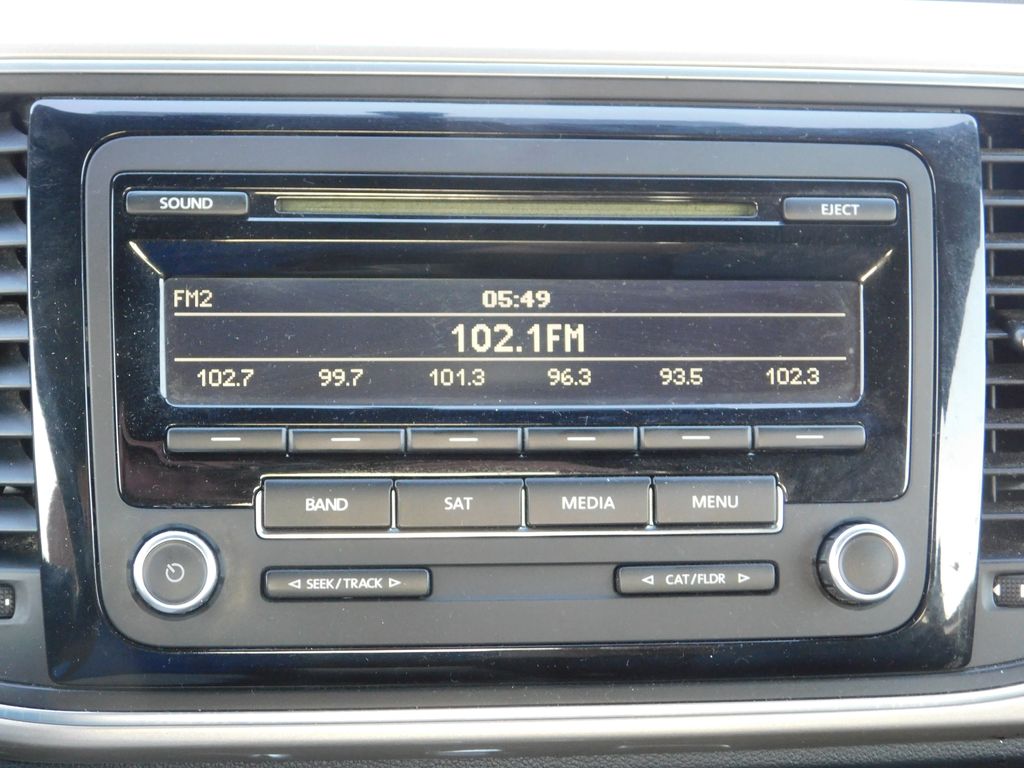 SOUND EJECT
FM2 05:49
102.1FM
102.7 99.7 101.3 96.3 93.5 102.3
BAND SAT MEDIA MENU
SEEK/TRACK CAT/FLDR